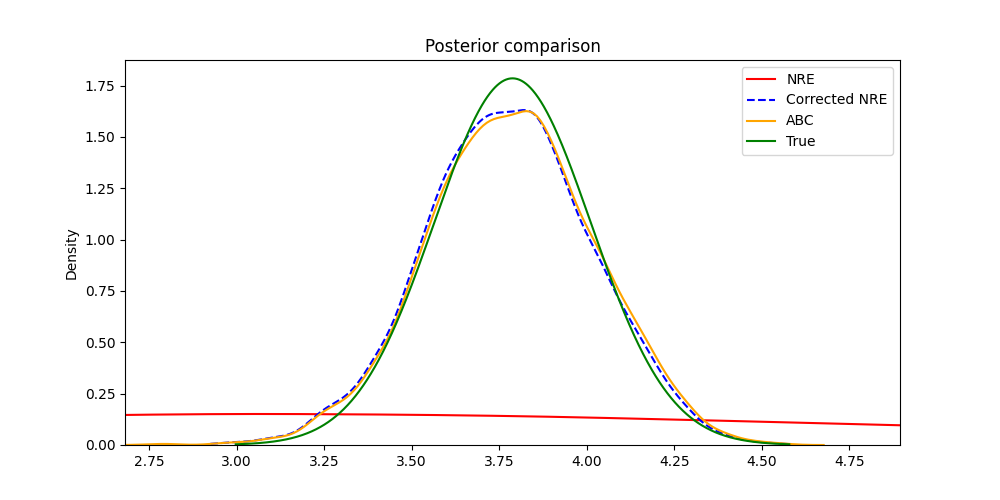 Posterior comparison
NRE
Corrected NRE
ABC
True
Density
1.75
1.50
1.25
1.00
0.75
0.50
0.25
0.00
2.75 3.00 3.25 3.50 3.75 4.00 4.25 4.50 4.75